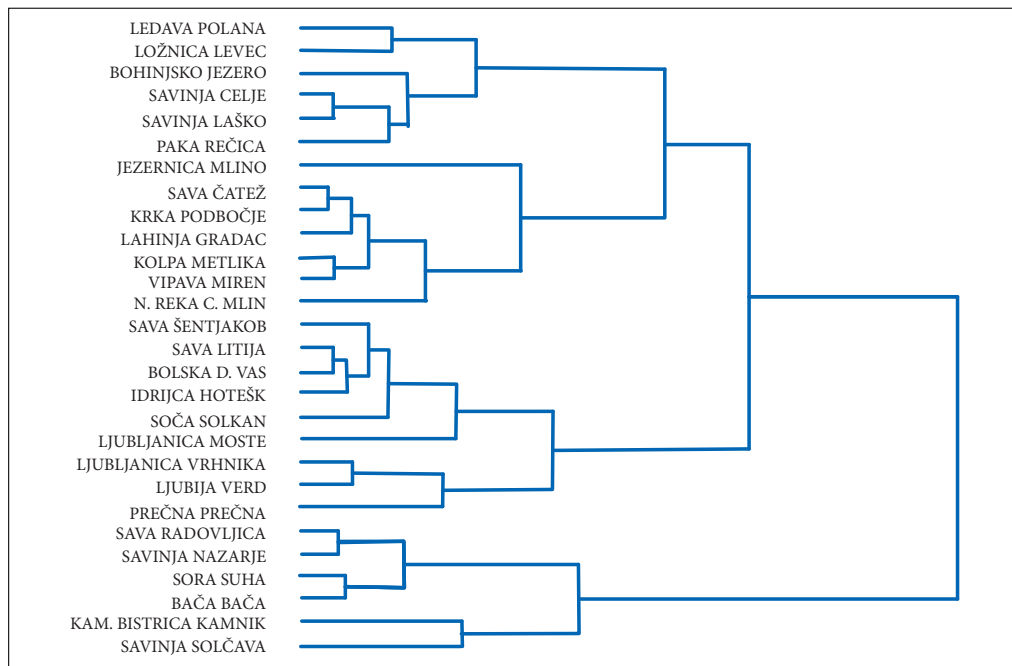 LEDAVA POLANA
LOŽNICA LEVEC
BOHINJSKO JEZERO
SAVINJA CELJE
SAVINJA LAŠKO
PAKA REČICA
JEZERNICA MLINO
SAVA ČATEŽ
KRKA PODBOČJE
LAHINJA GRADAC
KOLPA METLIKA
VIPAVA MIREN
N. REKA C. MLIN
SAVA ŠENTJAKOB
SAVA LITIJA
BOLSKA D. VAS
IDRIJCA HOTEŠK
SOČA SOLKAN
LJUBLJANICA MOSTE
LJUBLJANICA VRHNIKA
LJUBIJA VERD
PREČNA PREČNA
SAVA RADOVLJICA
SAVINJA NAZARJE
SORA SUHA
BAČA BAČA
KAM. BISTRICA KAMNIK
SAVINJA SOLČAVA